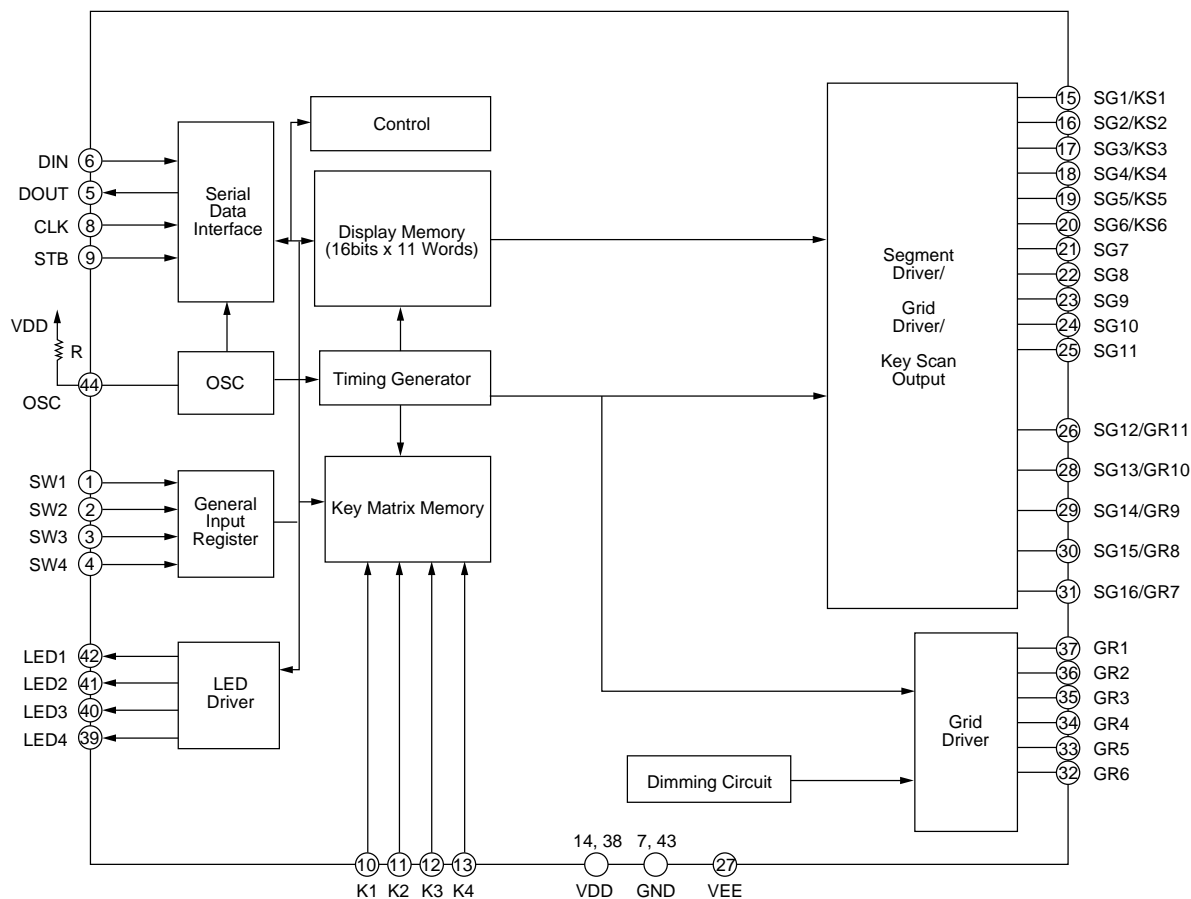 Control
DIN 6
DOUT 5
CLK 8
STB 9
Serial
Data
Interface
Display Memory
(16bits x 11 Words)
VDD
R
44
OSC
OSC
Timing Generator
SW1 1
SW2 2
SW3 3
SW4 4
General
Input
Register
Key Matrix Memory
LED1 42
LED2 41
LED3 40
LED4 39
LED
Driver
Segment
Driver/
Grid
Driver/
Key Scan
Output
15 SG1/KS1
16 SG2/KS2
17 SG3/KS3
18 SG4/KS4
19 SG5/KS5
20 SG6/KS6
21 SG7
22 SG8
23 SG9
24 SG10
25 SG11
26 SG12/GR11
28 SG13/GR10
29 SG14/GR9
30 SG15/GR8
31 SG16/GR7
Grid
Driver
37 GR1
36 GR2
35 GR3
34 GR4
33 GR5
32 GR6
Dimming Circuit
14, 38 7, 43
10 11 12 13 27
K1 K2 K3 K4 VDD GND VEE